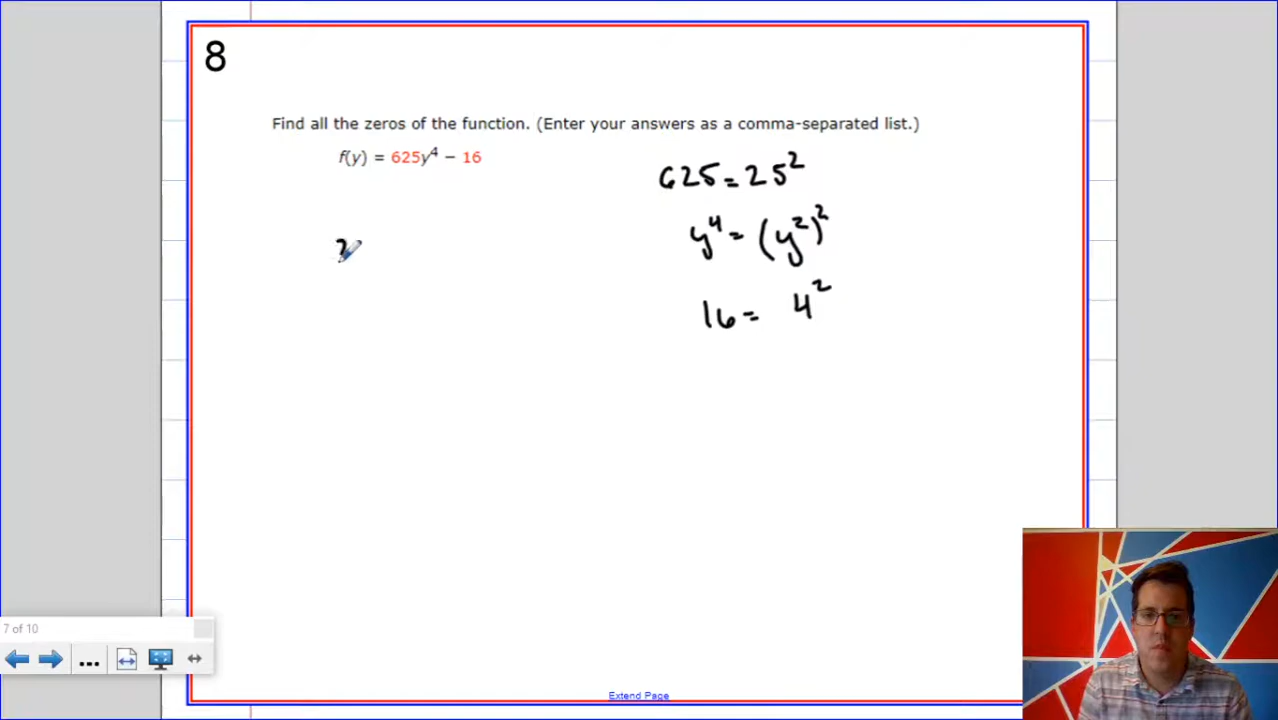 8
Find all the zeros of the function. (Enter your answers as a comma-separated list.)
f(y) = 625y⁴ − 16
625 = 25²
y⁴ = (y²)²
16 = 4²
7 of 10
...
Extend Page